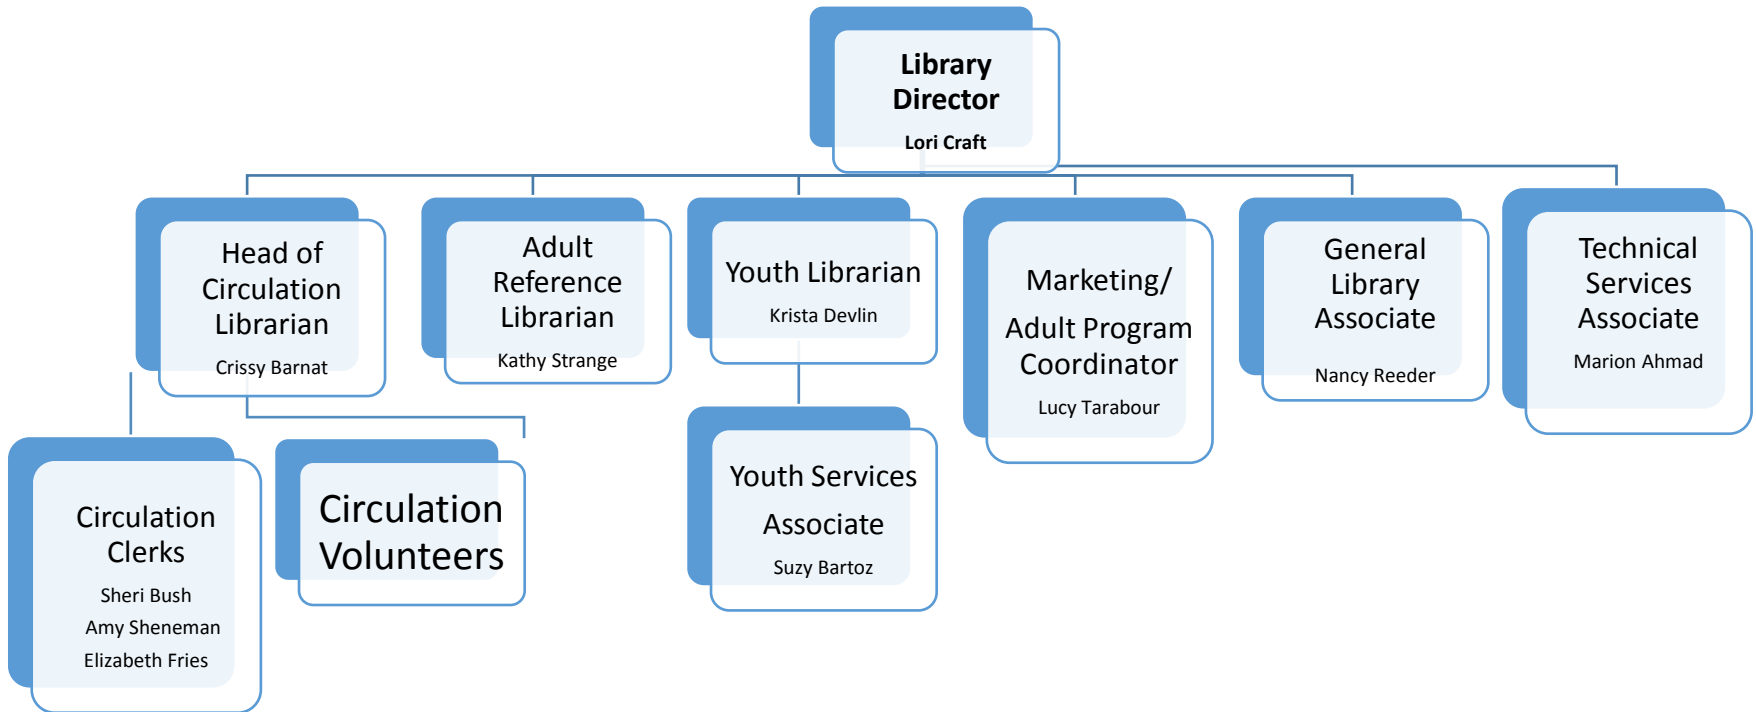 Library
Director
Lori Craft
Head of
Circulation
Librarian
Crissy Barnat
Adult
Reference
Librarian
Kathy Strange
Youth Librarian
Krista Devlin
Marketing/
Adult Program
Coordinator
Lucy Tarabour
General
Library
Associate
Nancy Reeder
Technical
Services
Associate
Marion Ahmad
Circulation
Clerks
Sheri Bush
Amy Sheneman
Elizabeth Fries
Circulation
Volunteers
Youth Services
Associate
Suzy Bartoz